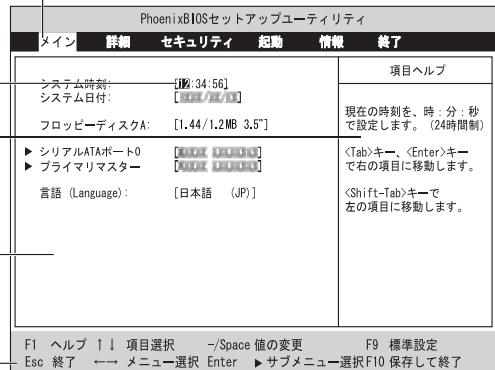 PhoenixBIOSセットアップユーティリティ
メイン 詳細 セキュリティ 起動 情報 終了
システム時刻: [12:34:56]
システム日付:
フロッピーディスクA: [1.44/1.2MB 3.5"]
▶ シリアルATAポート0
▶ プライマリマスター
言語 (Language): [日本語 (JP)]
項目ヘルプ
現在の時刻を、時：分：秒
で設定します。(24時間制)
<Tab>キー、<Enter>キー
で右の項目に移動します。
<Shift-Tab>キーで
左の項目に移動します。
F1 ヘルプ ↑↓ 項目選択 -/Space 値の変更 F9 標準設定
Esc 終了 ←→ メニュー選択 Enter ▶サブメニュー選択 F10 保存して終了